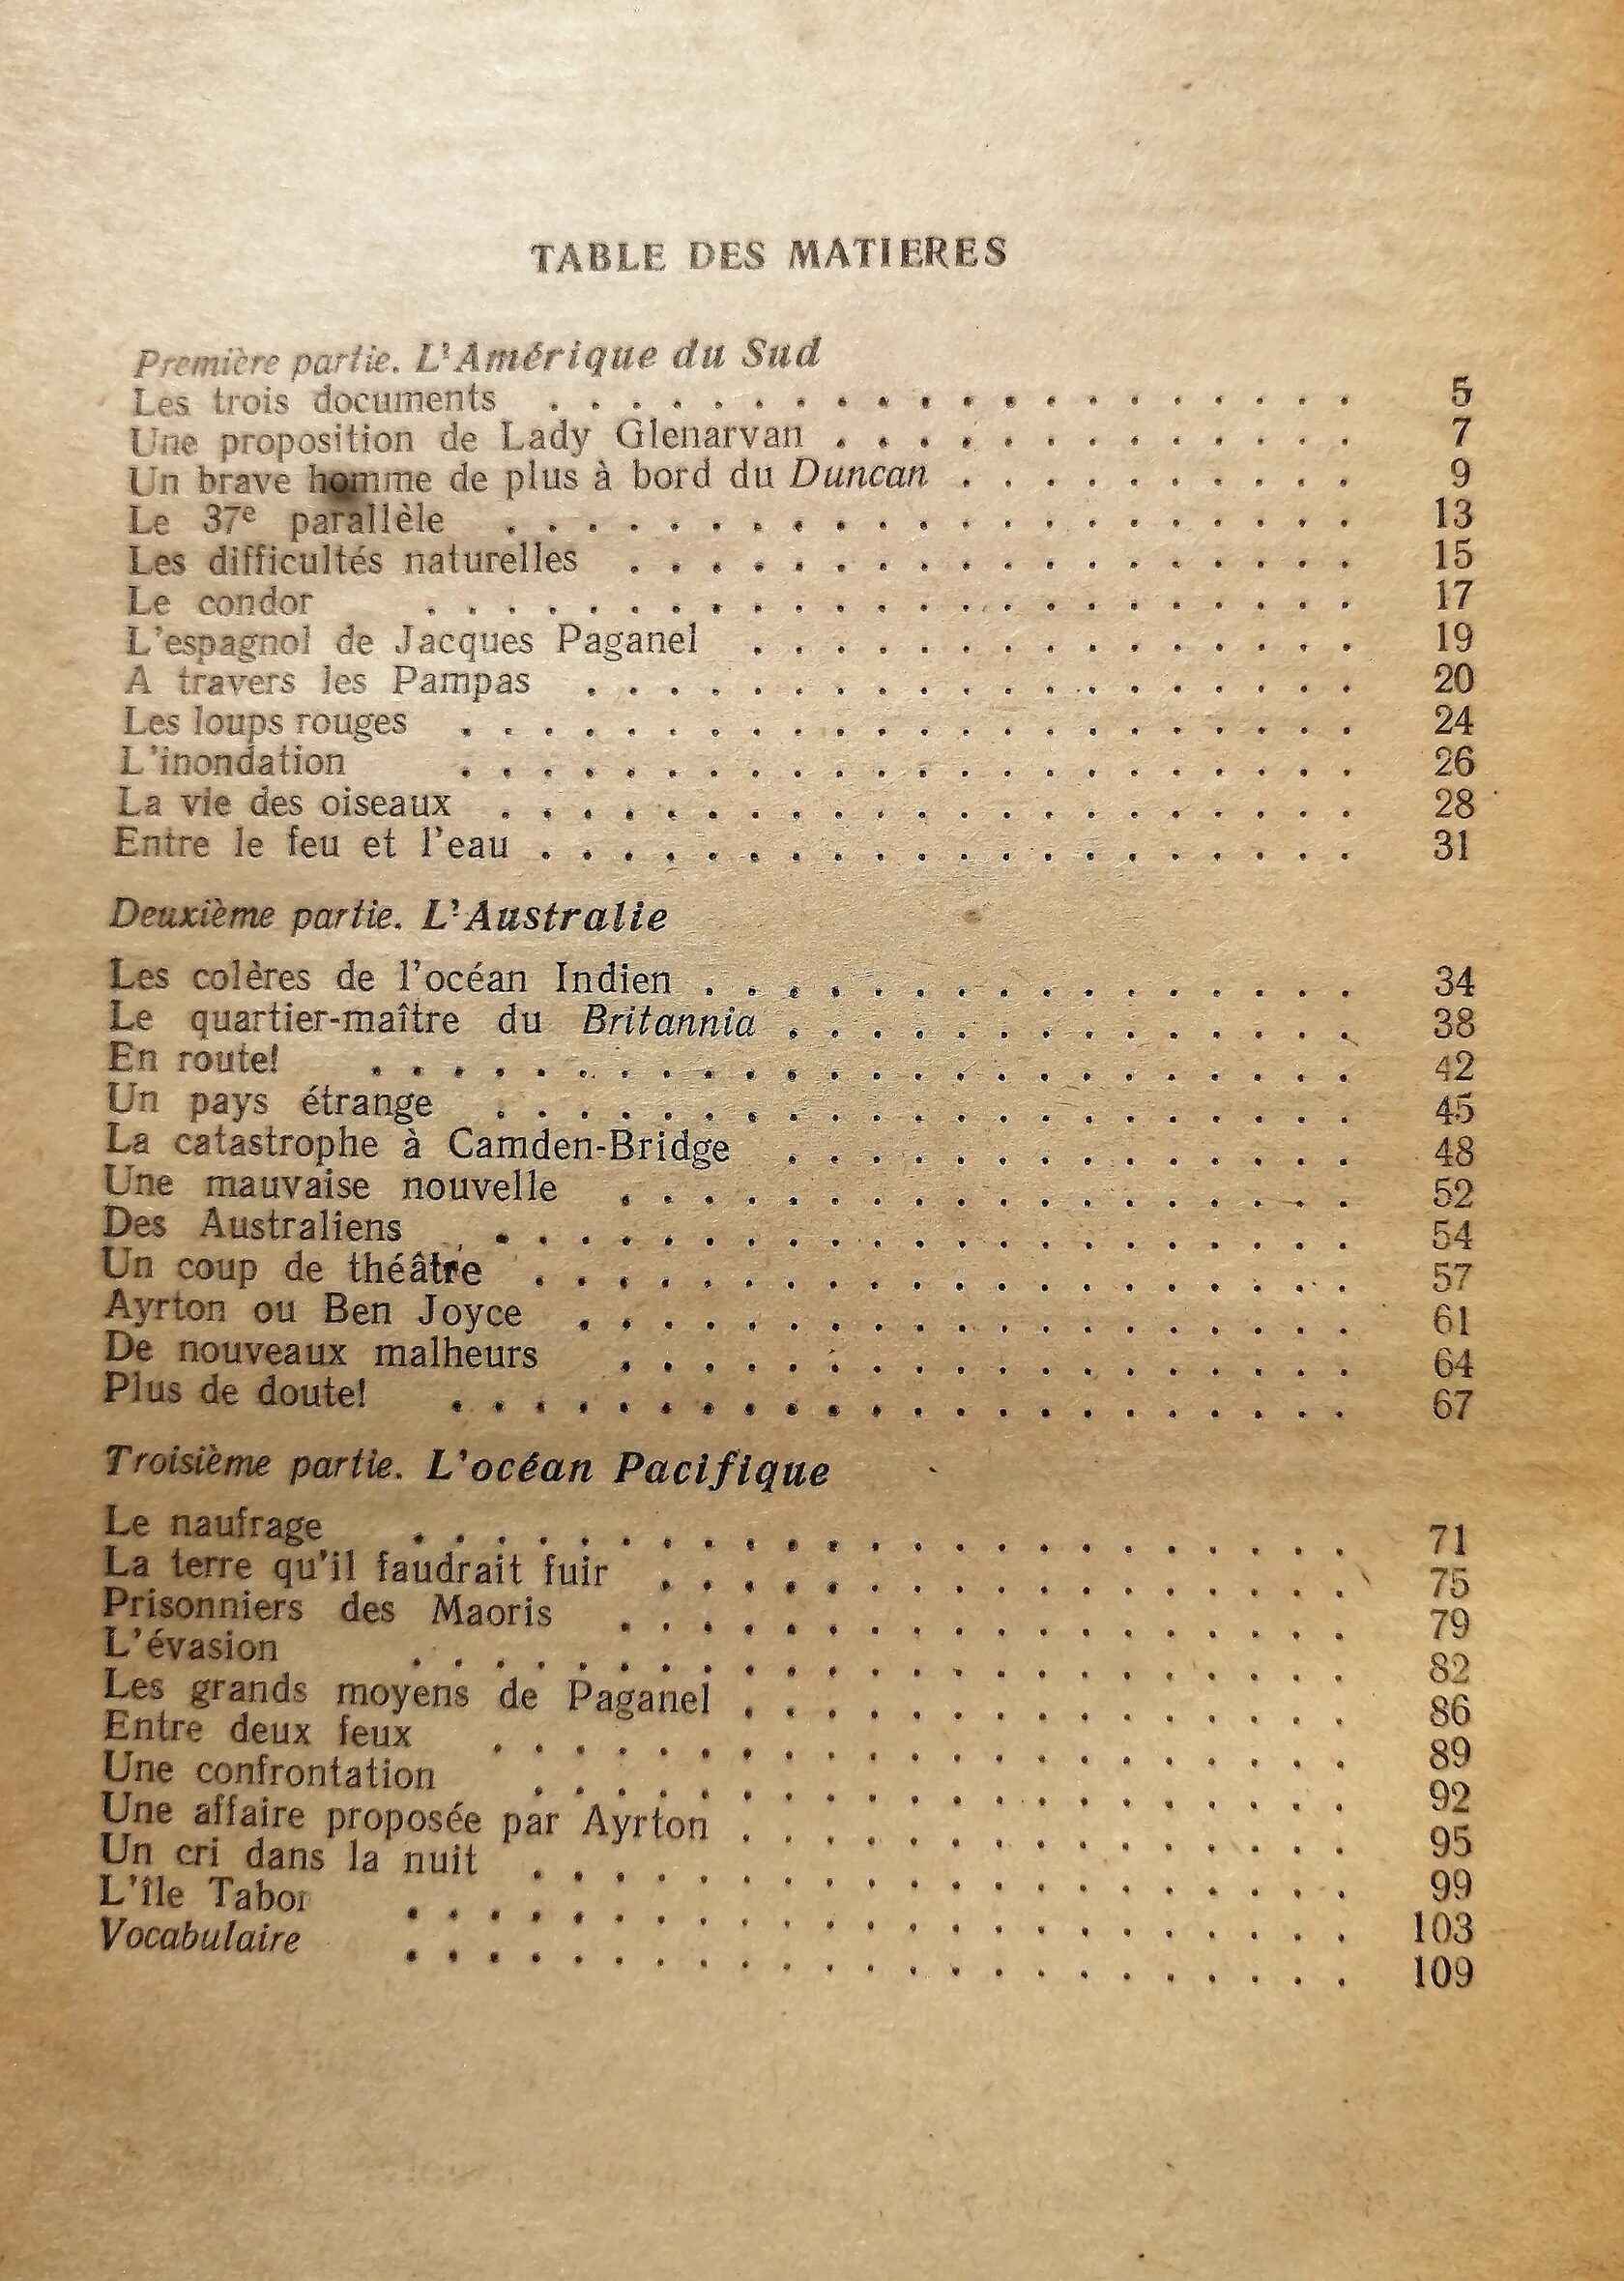 TABLE DES MATIERES
Première partie. L'Amérique du Sud
Les trois documents . . . . . . . . . . . . . . . . . . . . 5
Une proposition de Lady Glenarvan . . . . . . . . . . . . . 7
Un brave homme de plus à bord du Duncan . . . . . . . . . . 9
Le 37e parallèle . . . . . . . . . . . . . . . . . . . . . 13
Les difficultés naturelles . . . . . . . . . . . . . . . . . . 15
Le condor . . . . . . . . . . . . . . . . . . . . . . . 17
L'espagnol de Jacques Paganel . . . . . . . . . . . . . . . 19
A travers les Pampas . . . . . . . . . . . . . . . . . . . 20
Les loups rouges . . . . . . . . . . . . . . . . . . . . . . 24
L'inondation . . . . . . . . . . . . . . . . . . . . . . 26
La vie des oiseaux . . . . . . . . . . . . . . . . . . . . . 28
Entre le feu et l'eau . . . . . . . . . . . . . . . . . . . . 31
Deuxième partie. L'Australie
Les colères de l'océan Indien . . . . . . . . . . . . . . . . 34
Le quartier-maître du Britannia . . . . . . . . . . . . . . 38
En route! . . . . . . . . . . . . . . . . . . . . . . . . 42
Un pays étrange . . . . . . . . . . . . . . . . . . . . . 45
La catastrophe à Camden-Bridge . . . . . . . . . . . . . . 48
Une mauvaise nouvelle . . . . . . . . . . . . . . . . . . 52
Des Australiens . . . . . . . . . . . . . . . . . . . . . 54
Un coup de théâtre . . . . . . . . . . . . . . . . . . . . 57
Ayrton ou Ben Joyce . . . . . . . . . . . . . . . . . . . 61
De nouveaux malheurs . . . . . . . . . . . . . . . . . . 64
Plus de doute! . . . . . . . . . . . . . . . . . . . . . . 67
Troisième partie. L'océan Pacifique
Le naufrage . . . . . . . . . . . . . . . . . . . . . . . 71
La terre qu'il faudrait fuir . . . . . . . . . . . . . . . . . 75
Prisonniers des Maoris . . . . . . . . . . . . . . . . . . 79
L'évasion . . . . . . . . . . . . . . . . . . . . . . . 82
Les grands moyens de Paganel . . . . . . . . . . . . . . . 86
Entre deux feux . . . . . . . . . . . . . . . . . . . . . 89
Une confrontation . . . . . . . . . . . . . . . . . . . . 92
Une affaire proposée par Ayrton . . . . . . . . . . . . . . . 95
Un cri dans la nuit . . . . . . . . . . . . . . . . . . . . 99
L'île Tabor . . . . . . . . . . . . . . . . . . . . . . . 103
Vocabulaire . . . . . . . . . . . . . . . . . . . . . . . 109